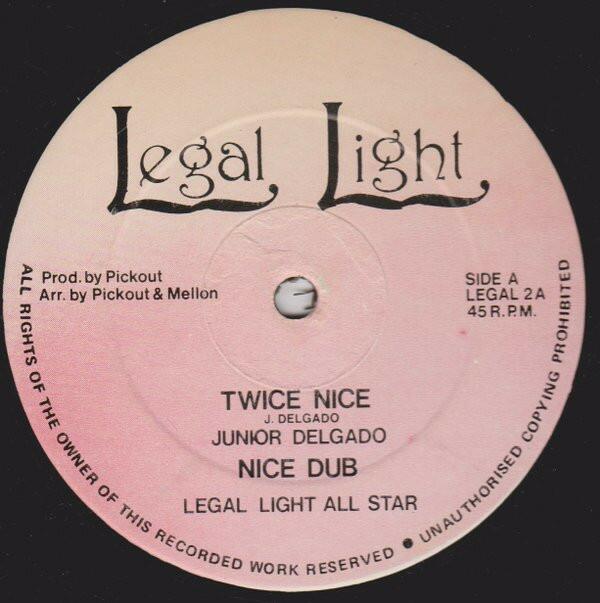 Legal Light
Prod. by Pickout
Arr. by Pickout & Mellon
SIDE A
LEGAL 2A
45 R.P.M.
TWICE NICE
J. DELGADO
JUNIOR DELGADO
NICE DUB
LEGAL LIGHT ALL STAR
ALL RIGHTS OF THE OWNER OF THIS RECORDED WORK RESERVED ● UNAUTHORISED COPYING PROHIBITED